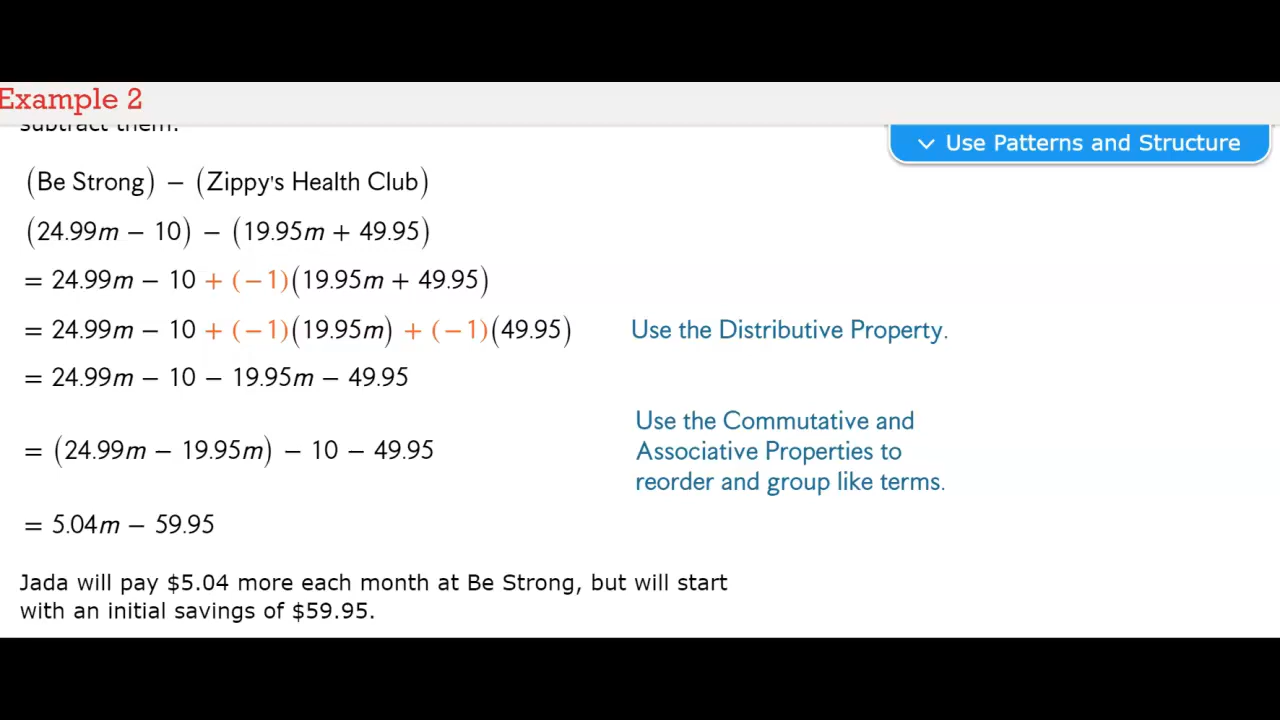 Example 2
subtract them.
Use Patterns and Structure
(Be Strong) − (Zippy's Health Club)
(24.99m − 10) − (19.95m + 49.95)
= 24.99m − 10 + (−1)(19.95m + 49.95)
= 24.99m − 10 + (−1)(19.95m) + (−1)(49.95) Use the Distributive Property.
= 24.99m − 10 − 19.95m − 49.95
= (24.99m − 19.95m) − 10 − 49.95
Use the Commutative and
Associative Properties to
reorder and group like terms.
= 5.04m − 59.95
Jada will pay $5.04 more each month at Be Strong, but will start
with an initial savings of $59.95.